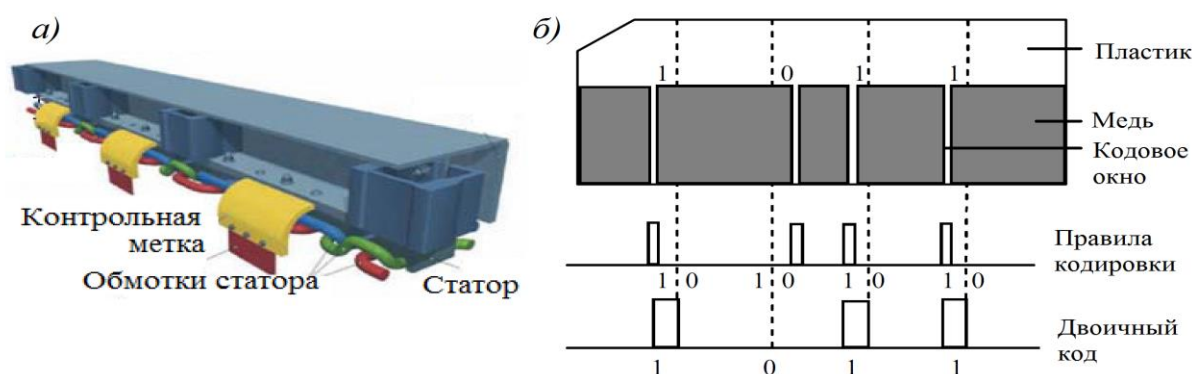 а)
Контрольная
метка
Обмотки статора
Статор
б)
1 0 1 1
Пластик
Медь
Кодовое
окно
Правила
кодировки
1 0 1 0 1 0 1 0
Двоичный
код
1 0 1 1